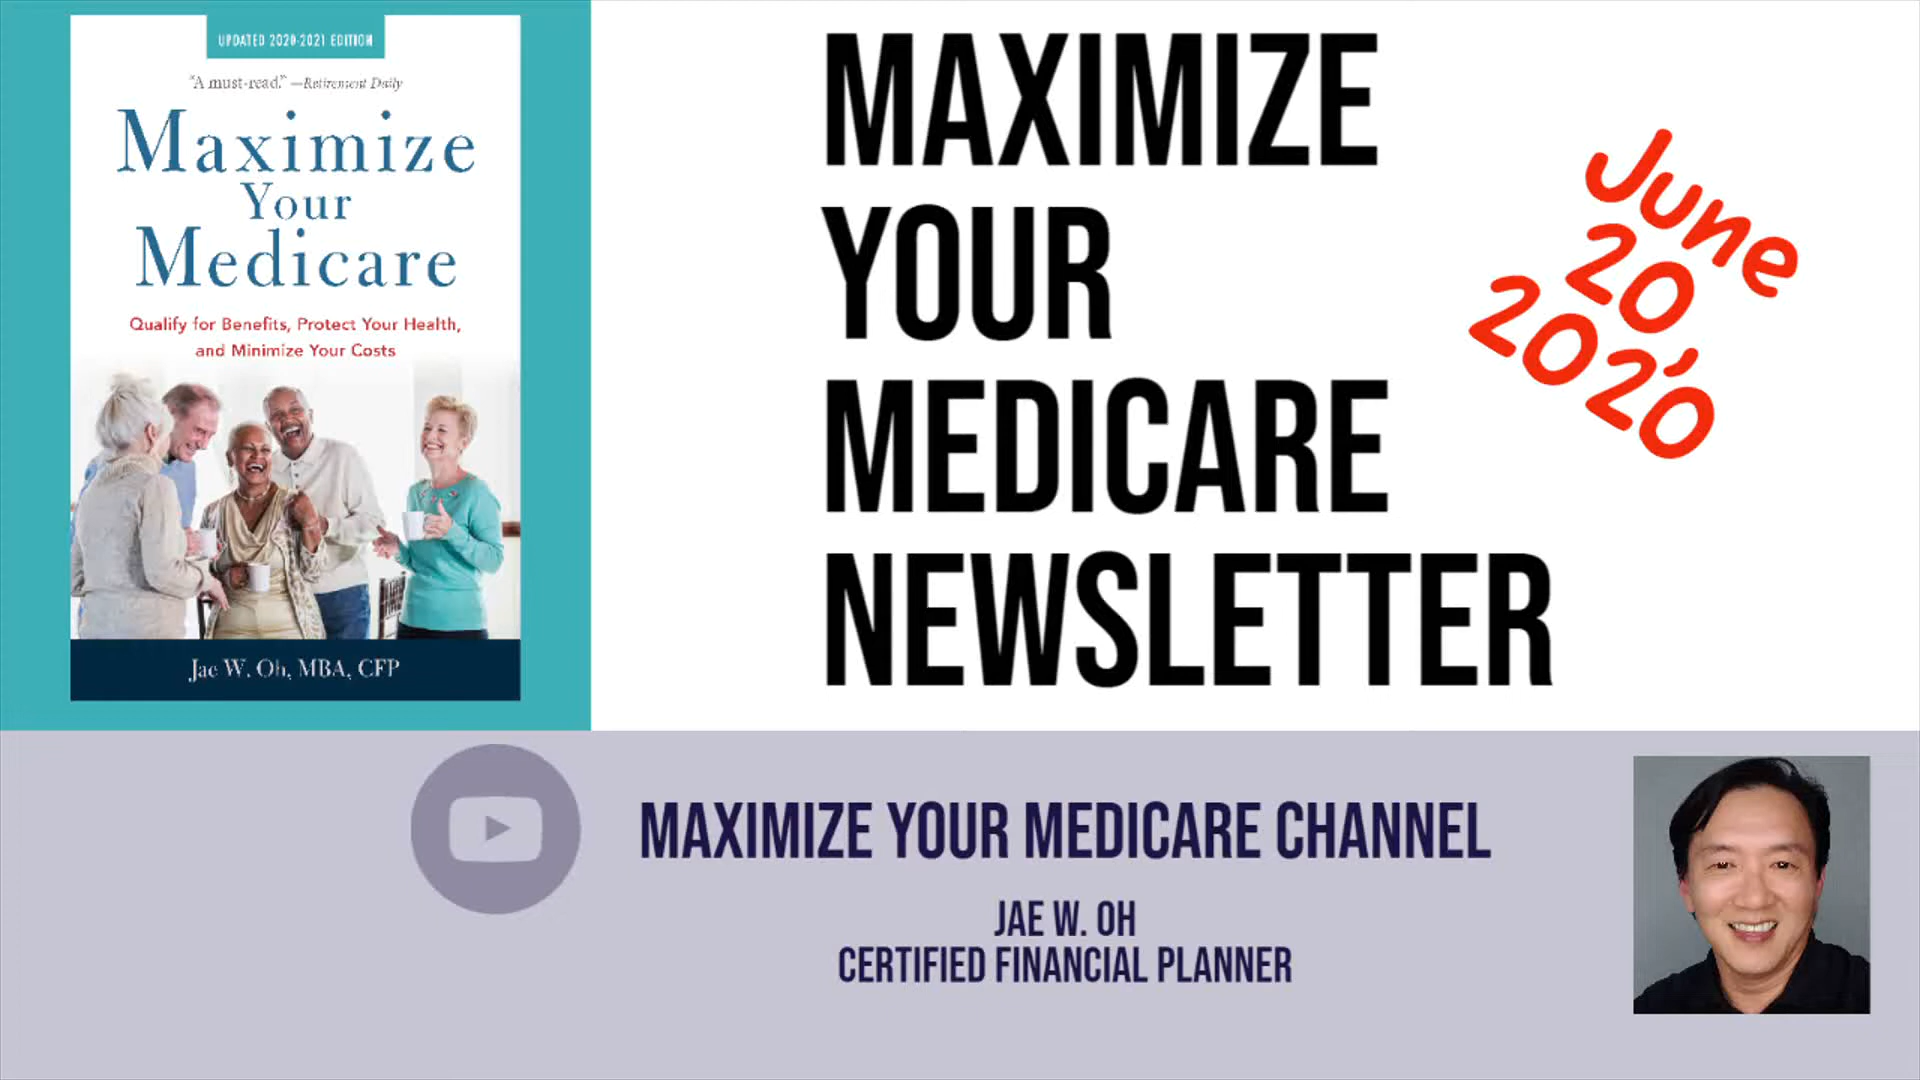 UPDATED 2020-2021 EDITION
"A must-read." —Retirement Daily
Maximize
Your
Medicare
Qualify for Benefits, Protect Your Health,
and Minimize Your Costs
Jae W. Oh, MBA, CFP
MAXIMIZE
YOUR
MEDICARE
NEWSLETTER
June
20,
2020
MAXIMIZE YOUR MEDICARE CHANNEL
JAE W. OH
CERTIFIED FINANCIAL PLANNER